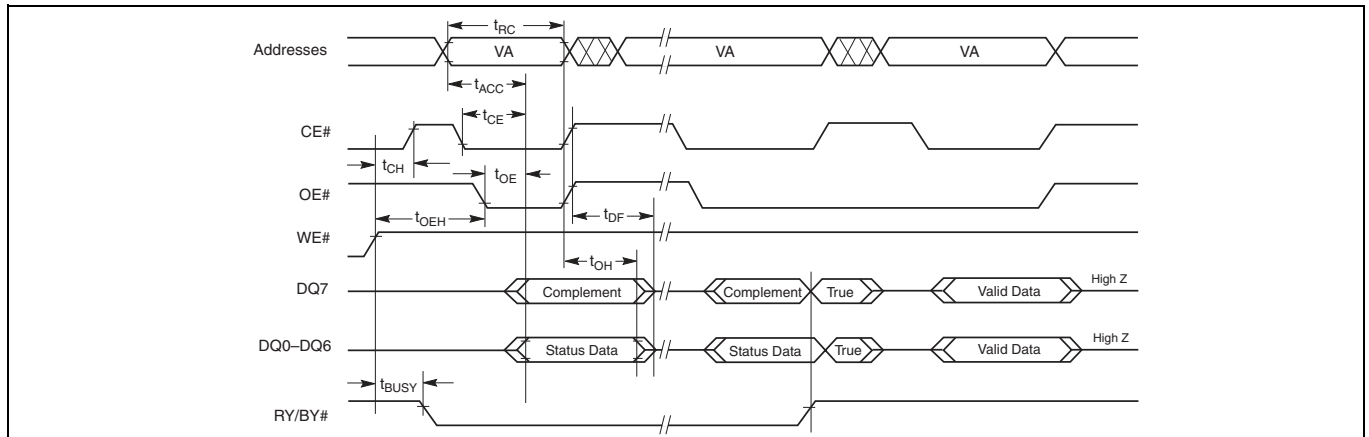 tRC
Addresses VA VA VA
tACC
tCE
CE#
tCH
tOE
OE#
tOEH tDF
WE#
tOH
DQ7 Complement Complement True Valid Data High Z
DQ0–DQ6 Status Data Status Data True Valid Data High Z
tBUSY
RY/BY#